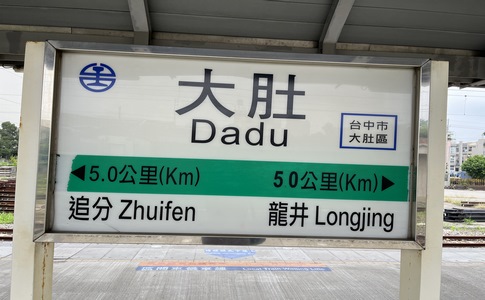 大肚
Dadu
台中市
大肚區
◀5.0公里(Km) 5 0公里(Km)▶
追分 Zhuifen 龍井 Longjing